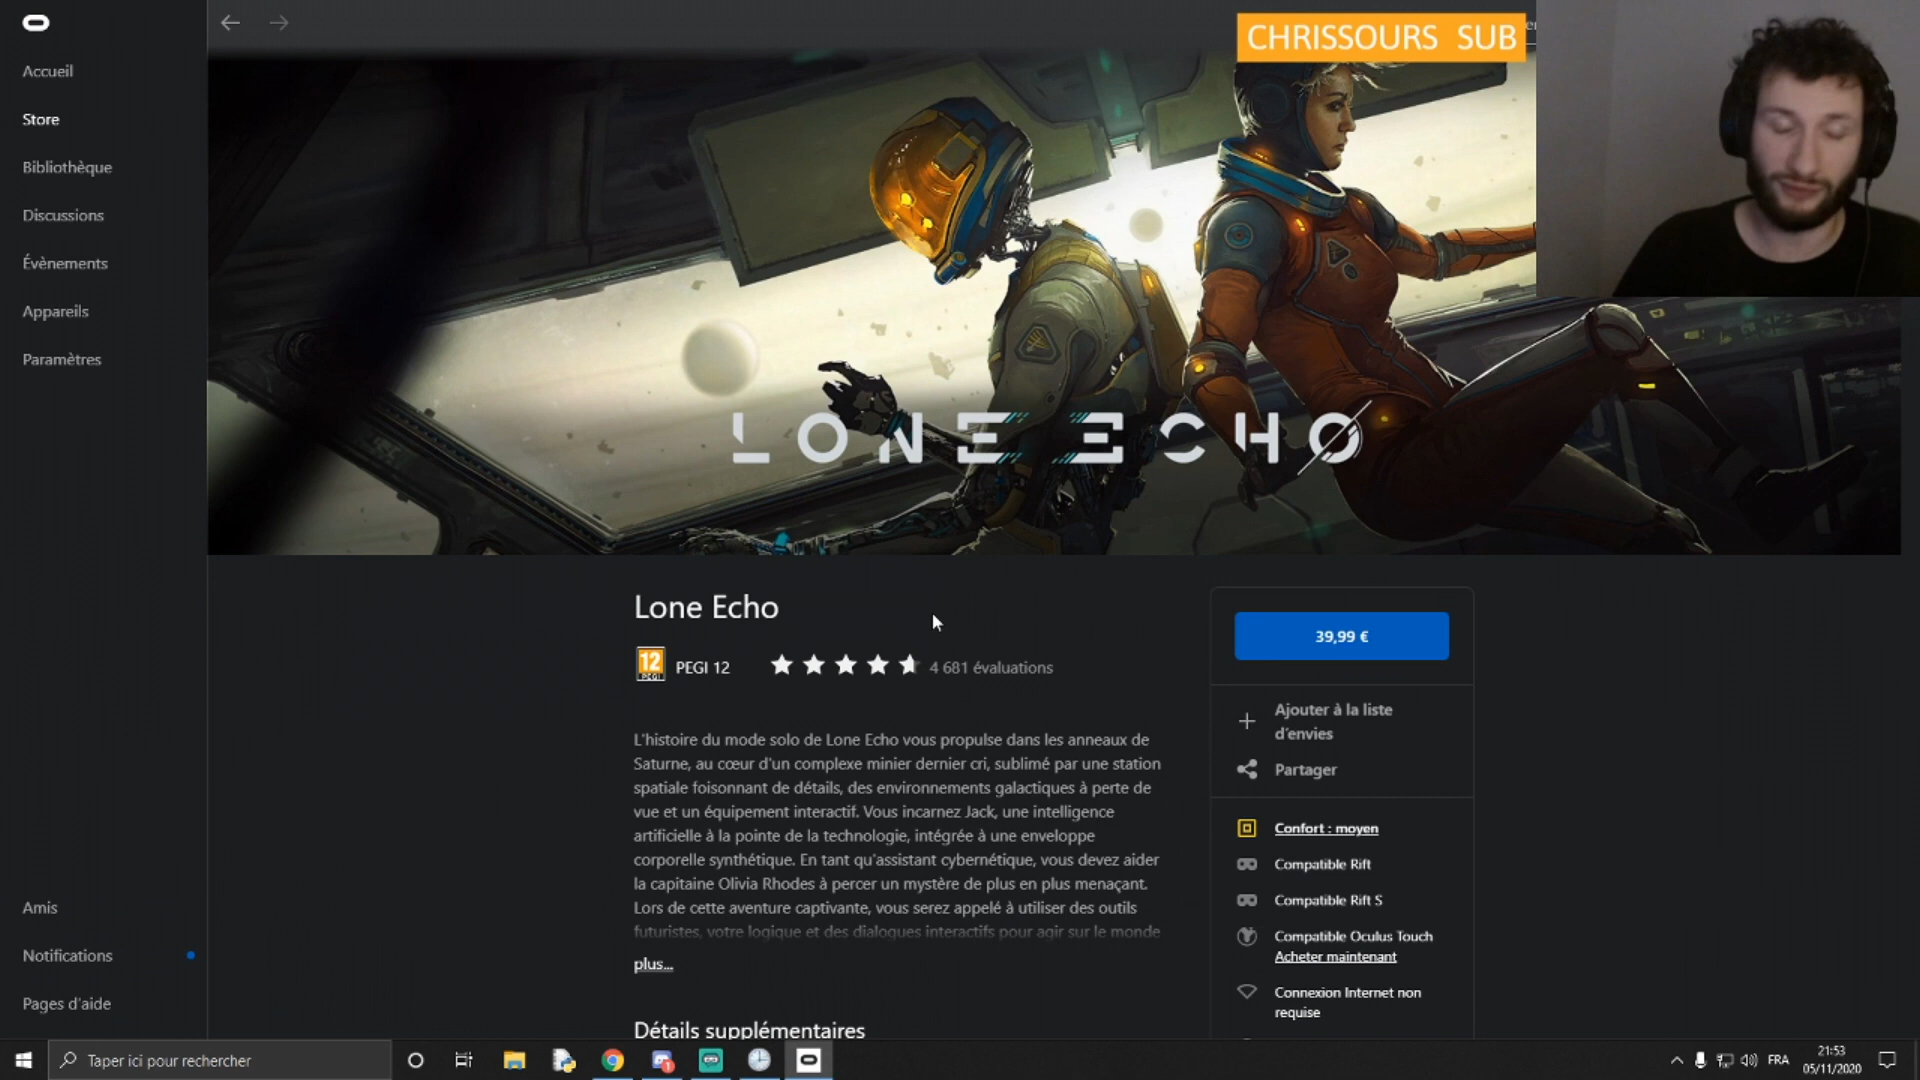 CHRISSOURS SUB
Accueil
Store
Bibliothèque
Discussions
Évènements
Appareils
Paramètres
LONE ECHO
Lone Echo
12
PEGI
PEGI 12
4 681 évaluations
L'histoire du mode solo de Lone Echo vous propulse dans les anneaux de
Saturne, au cœur d'un complexe minier dernier cri, sublimé par une station
spatiale foisonnant de détails, des environnements galactiques à perte de
vue et un équipement interactif. Vous incarnez Jack, une intelligence
artificielle à la pointe de la technologie, intégrée à une enveloppe
corporelle synthétique. En tant qu'assistant cybernétique, vous devez aider
la capitaine Olivia Rhodes à percer un mystère de plus en plus menaçant.
Lors de cette aventure captivante, vous serez appelé à utiliser des outils
futuristes, votre logique et des dialogues interactifs pour agir sur le monde
plus...
Détails supplémentaires
39,99 €
Ajouter à la liste
d'envies
Partager
Confort : moyen
Compatible Rift
Compatible Rift S
Compatible Oculus Touch
Acheter maintenant
Connexion Internet non
requise
Amis
Notifications
Pages d'aide
Taper ici pour rechercher
FRA
21:53
05/11/2020